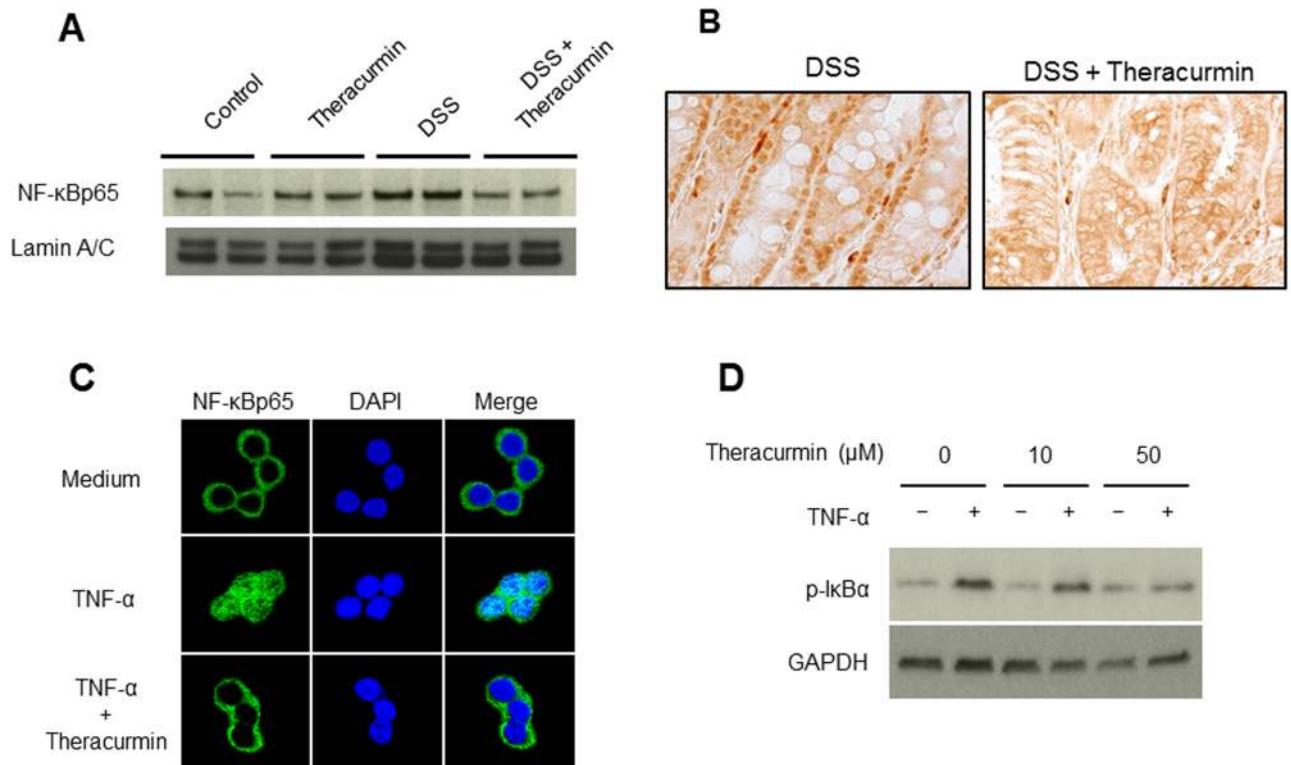 A
Control
Theracurmin
DSS
DSS +
Theracurmin
NF-κBp65
Lamin A/C
B
DSS
DSS + Theracurmin
C
NF-κBp65
DAPI
Merge
Medium
TNF-α
TNF-α
+
Theracurmin
D
Theracurmin (µM)
0
10
50
TNF-α
− + − + − +
p-IκBα
GAPDH